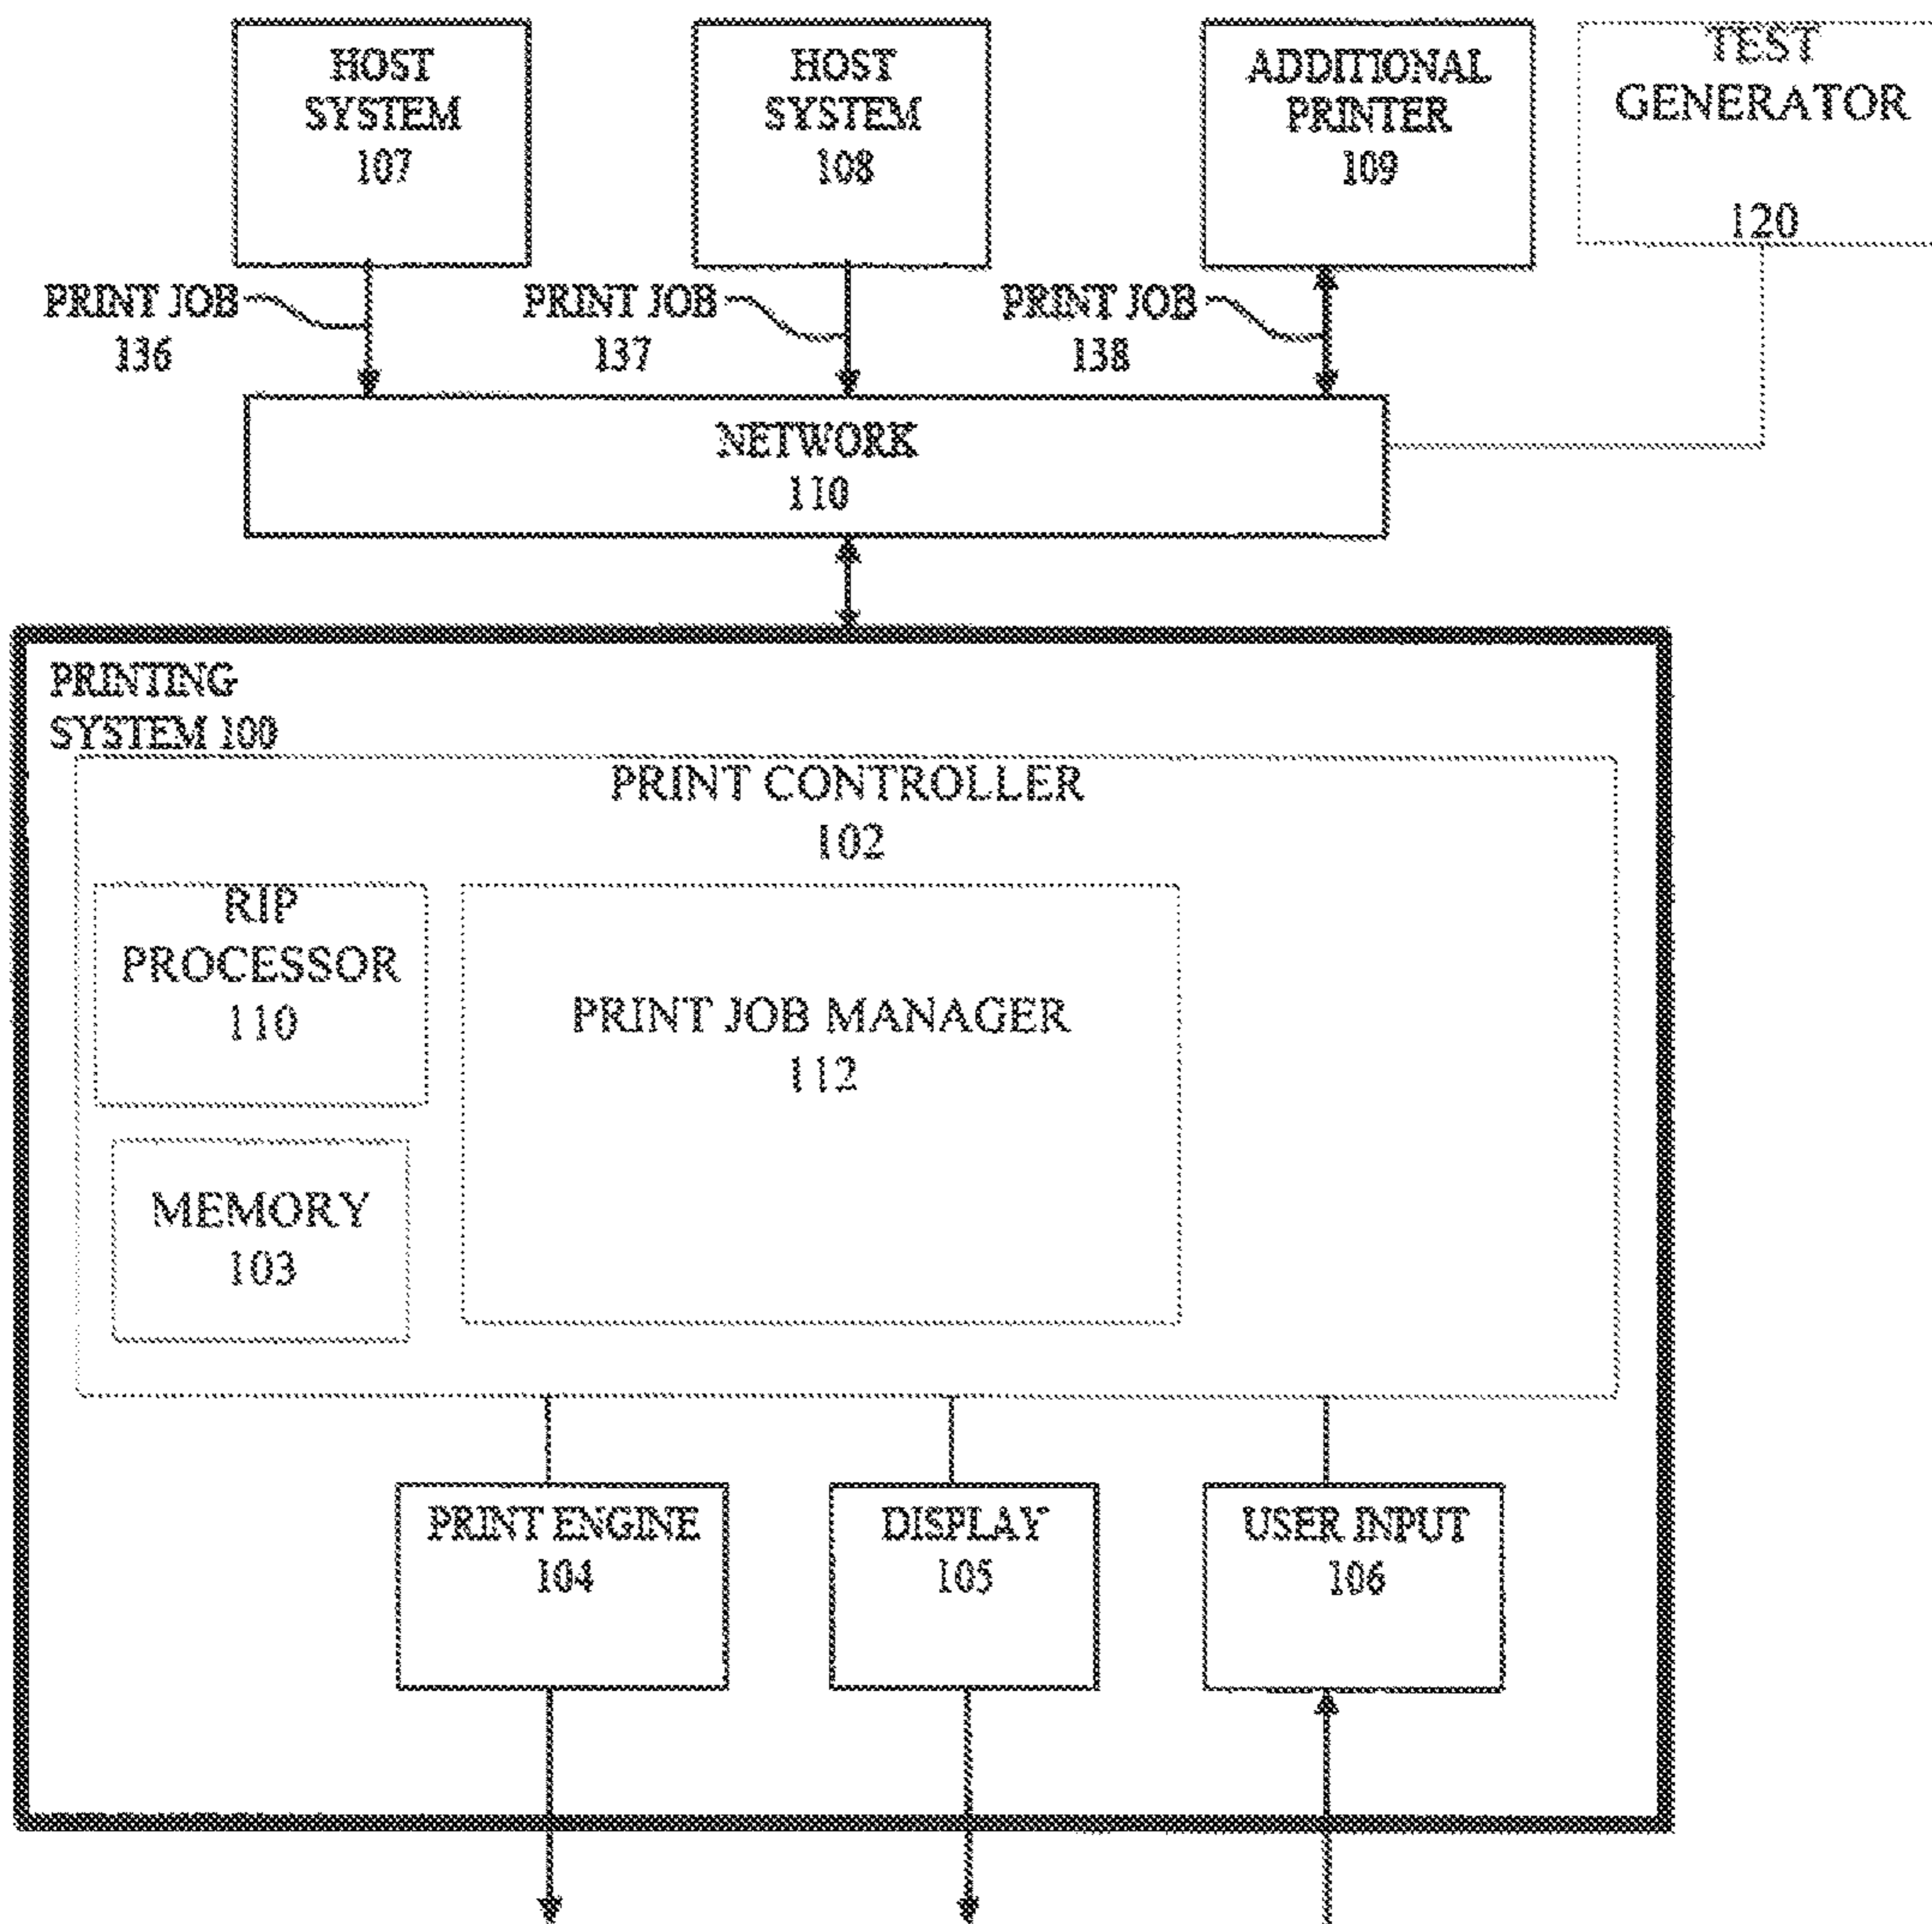 HOST
SYSTEM
107
HOST
SYSTEM
108
ADDITIONAL
PRINTER
109
TEST
GENERATOR
120
PRINT JOB
136
PRINT JOB
137
PRINT JOB
138
NETWORK
110
PRINTING
SYSTEM 100
PRINT CONTROLLER
102
RIP
PROCESSOR
110
PRINT JOB MANAGER
112
MEMORY
103
PRINT ENGINE
104
DISPLAY
105
USER INPUT
106